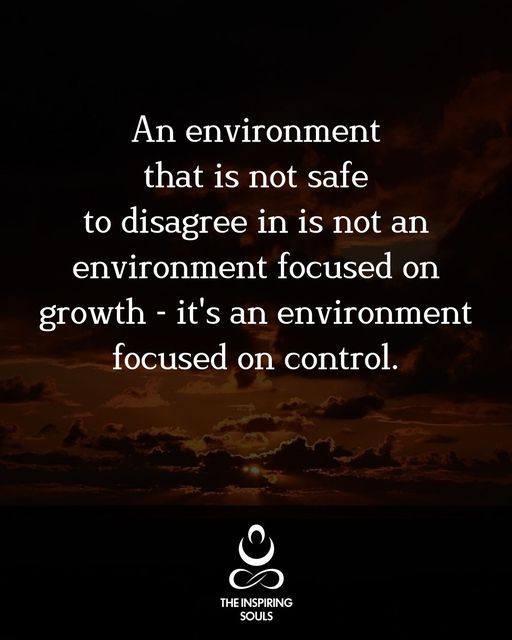 An environment
that is not safe
to disagree in is not an
environment focused on
growth - it's an environment
focused on control.
THE INSPIRING
SOULS